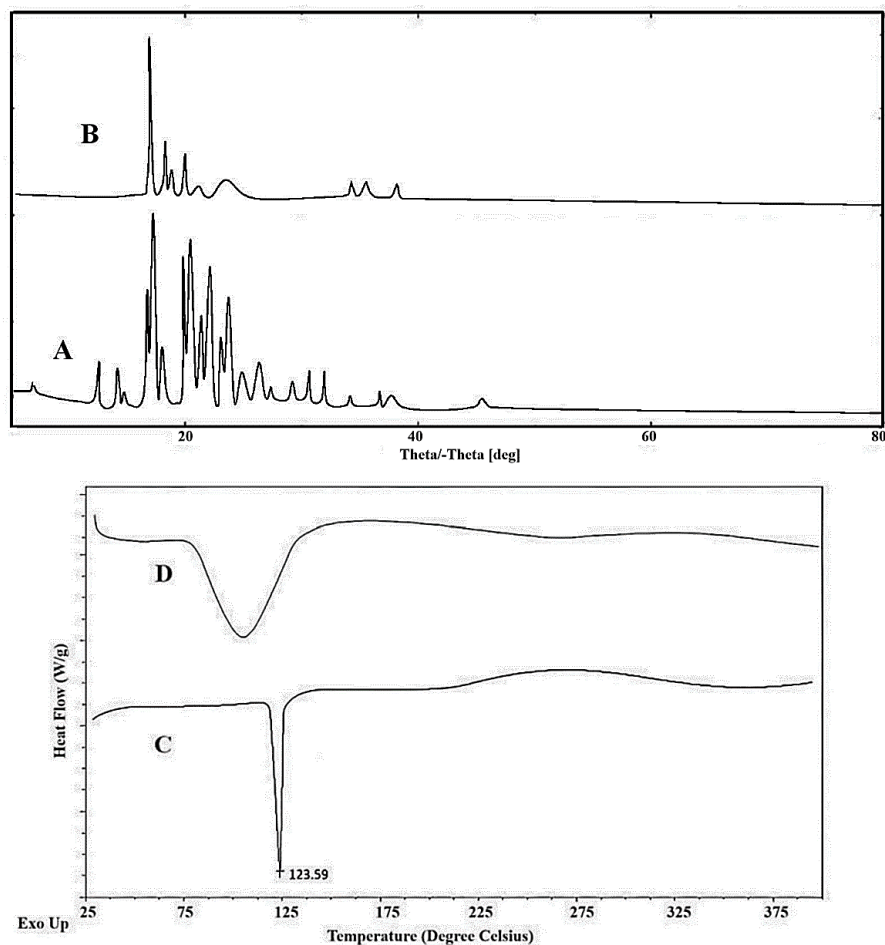 B
A
20 40 60 80
Theta/-Theta [deg]
D
C
Heat Flow (W/g)
123.59
25 75 125 175 225 275 325 375
Exo Up
Temperature (Degree Celsius)